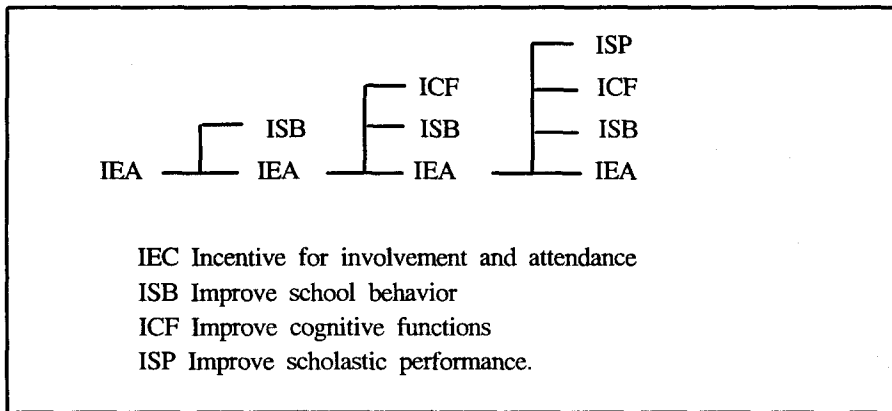 ISP
ICF ICF
ISB ISB ISB
IEA IEA IEA IEA
IEC Incentive for involvement and attendance
ISB Improve school behavior
ICF Improve cognitive functions
ISP Improve scholastic performance.